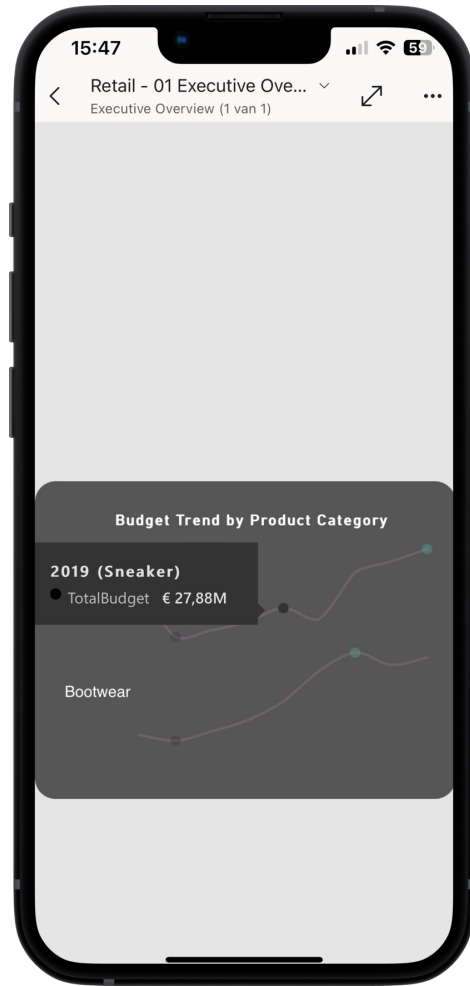 15:47
59
Retail - 01 Executive Ove...
Executive Overview (1 van 1)
Budget Trend by Product Category
2019 (Sneaker)
TotalBudget € 27,88M
Bootwear